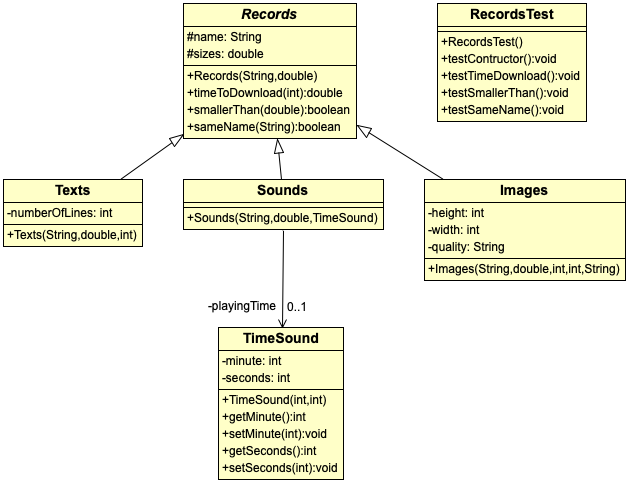 Records
#name: String
#sizes: double
+Records(String,double)
+timeToDownload(int):double
+smallerThan(double):boolean
+sameName(String):boolean
RecordsTest
+RecordsTest()
+testContructor():void
+testTimeDownload():void
+testSmallerThan():void
+testSameName():void
Texts
-numberOfLines: int
+Texts(String,double,int)
Sounds
+Sounds(String,double,TimeSound)
Images
-height: int
-width: int
-quality: String
+Images(String,double,int,int,String)
-playingTime 0..1
TimeSound
-minute: int
-seconds: int
+TimeSound(int,int)
+getMinute():int
+setMinute(int):void
+getSeconds():int
+setSeconds(int):void